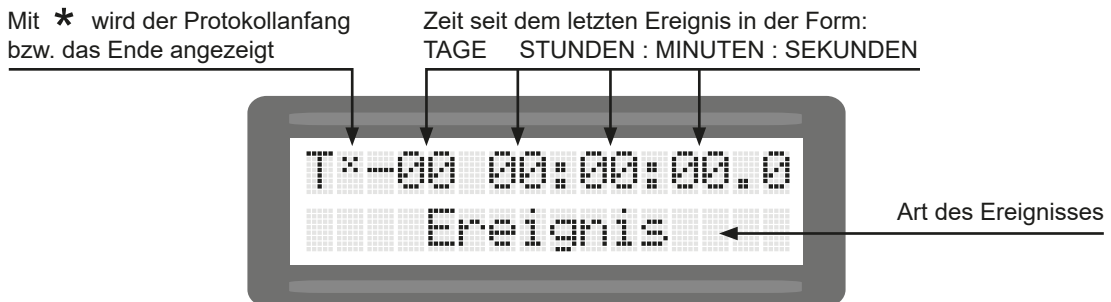 Mit * wird der Protokollanfang
bzw. das Ende angezeigt
Zeit seit dem letzten Ereignis in der Form:
TAGE STUNDEN : MINUTEN : SEKUNDEN
T*-00 00:00:00.0
Ereignis
Art des Ereignisses